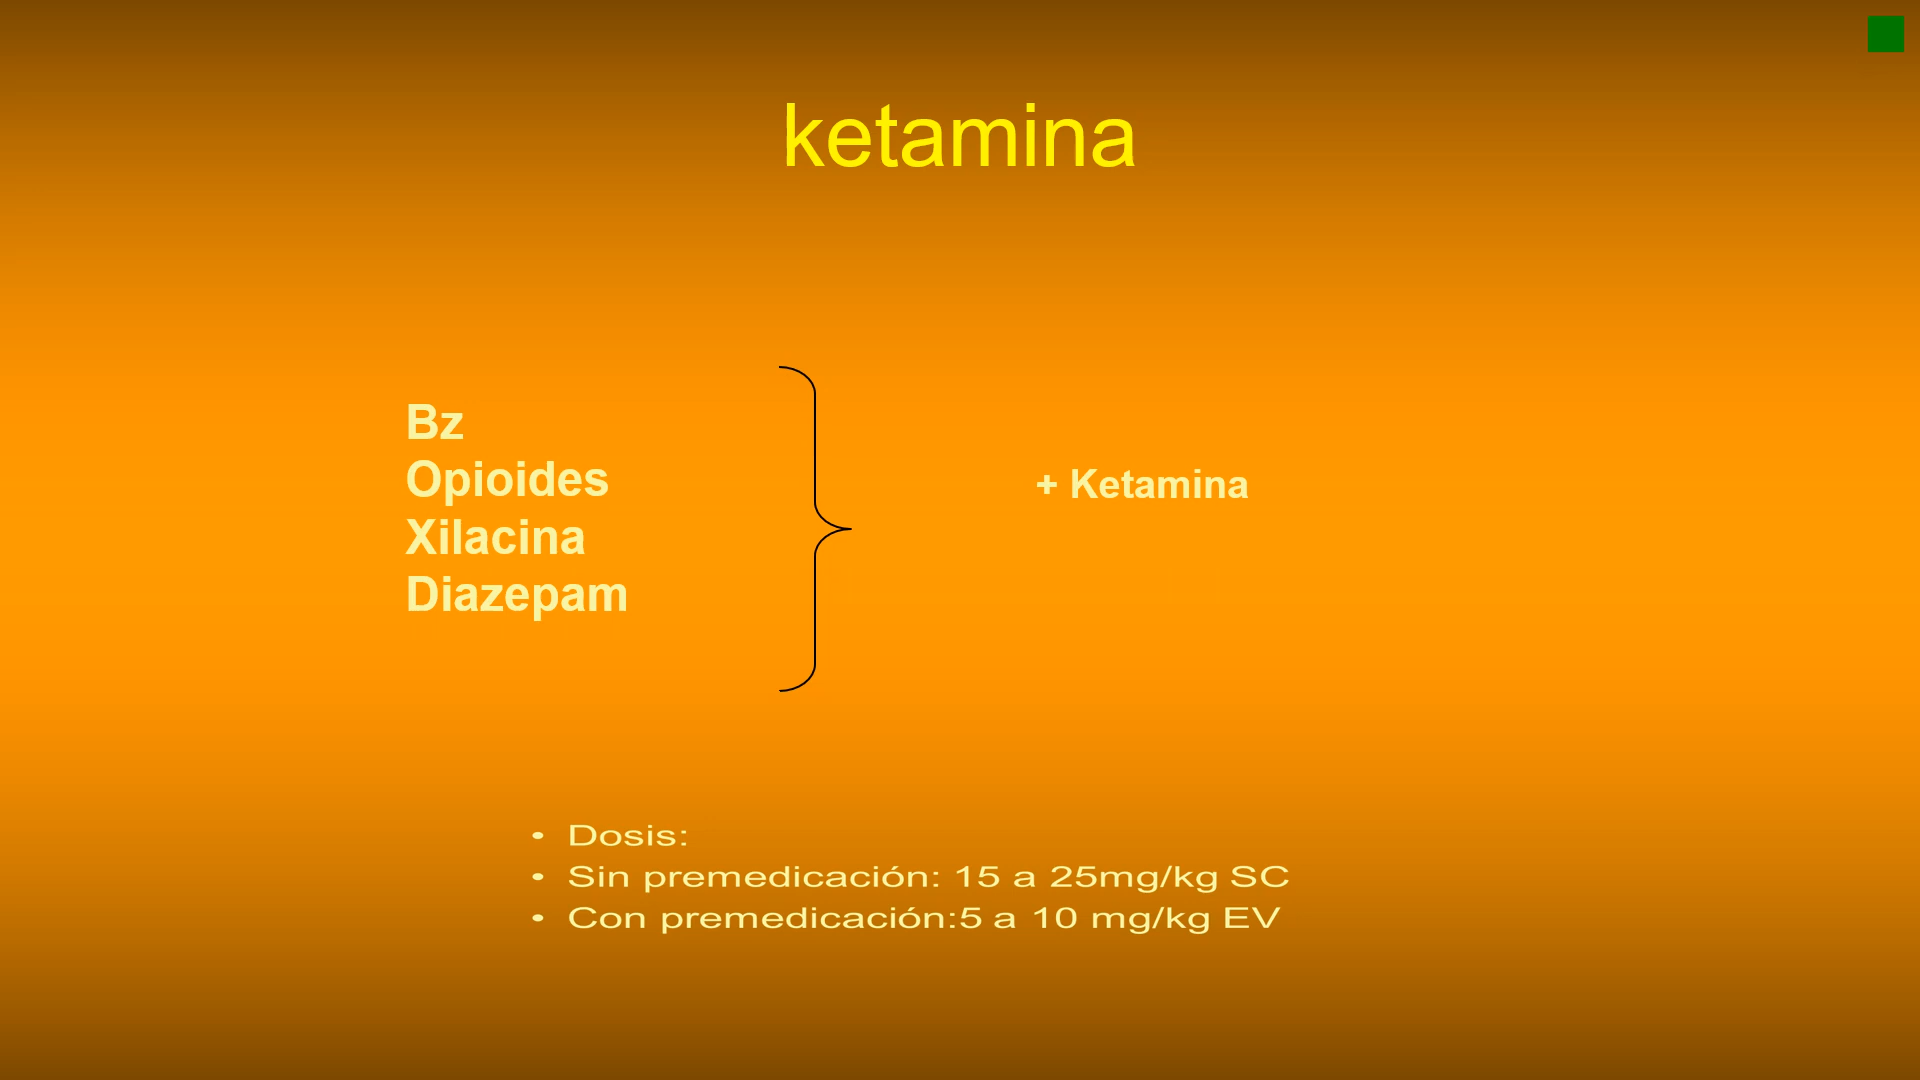 ketamina
Bz
Opioides
Xilacina
Diazepam
+ Ketamina
• Dosis:
• Sin premedicación: 15 a 25mg/kg SC
• Con premedicación:5 a 10 mg/kg EV